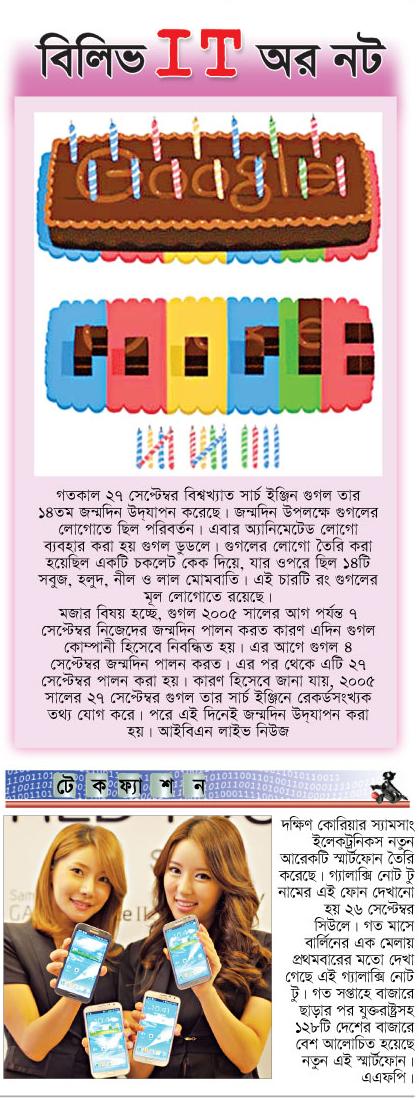 বিলিভ IT অর নট
Google
গতকাল ২৭ সেপ্টেম্বর বিশ্বখ্যাত সার্চ ইঞ্জিন গুগল তার
১৪তম জন্মদিন উদ্‌যাপন করেছে। জন্মদিন উপলক্ষে গুগলের
লোগোতে ছিল পরিবর্তন। এবার অ্যানিমেটেড লোগো
ব্যবহার করা হয় গুগল ডুডলে। গুগলের লোগো তৈরি করা
হয়েছিল একটি চকলেট কেক দিয়ে, যার ওপরে ছিল ১৪টি
সবুজ, হলুদ, নীল ও লাল মোমবাতি। এই চারটি রং গুগলের
মূল লোগোতে রয়েছে।
মজার বিষয় হচ্ছে, গুগল ২০০৫ সালের আগ পর্যন্ত ৭
সেপ্টেম্বর নিজেদের জন্মদিন পালন করত কারণ এদিন গুগল
কোম্পানী হিসেবে নিবন্ধিত হয়। এর আগে গুগল ৪
সেপ্টেম্বর জন্মদিন পালন করত। এর পর থেকে এটি ২৭
সেপ্টেম্বর পালন করা হয়। কারণ হিসেবে জানা যায়, ২০০৫
সালের ২৭ সেপ্টেম্বর গুগল তার সার্চ ইঞ্জিনে রেকর্ডসংখ্যক
তথ্য যোগ করে। পরে এই দিনেই জন্মদিন উদ্‌যাপন করা
হয়। আইবিএন লাইভ নিউজ
টেকফ্যাশন
দক্ষিণ কোরিয়ার স্যামসাং
ইলেকট্রনিকস নতুন
আরেকটি স্মার্টফোন তৈরি
করেছে। গ্যালাক্সি নোট টু
নামের এই ফোন দেখানো
হয় ২৬ সেপ্টেম্বর
সিউলে। গত মাসে
বার্লিনের এক মেলায়
প্রথমবারের মতো দেখা
গেছে এই গ্যালাক্সি নোট
টু। গত সপ্তাহে বাজারে
ছাড়ার পর যুক্তরাষ্ট্রসহ
১২৮টি দেশের বাজারে
বেশ আলোচিত হয়েছে
নতুন এই স্মার্টফোন।
এএফপি।